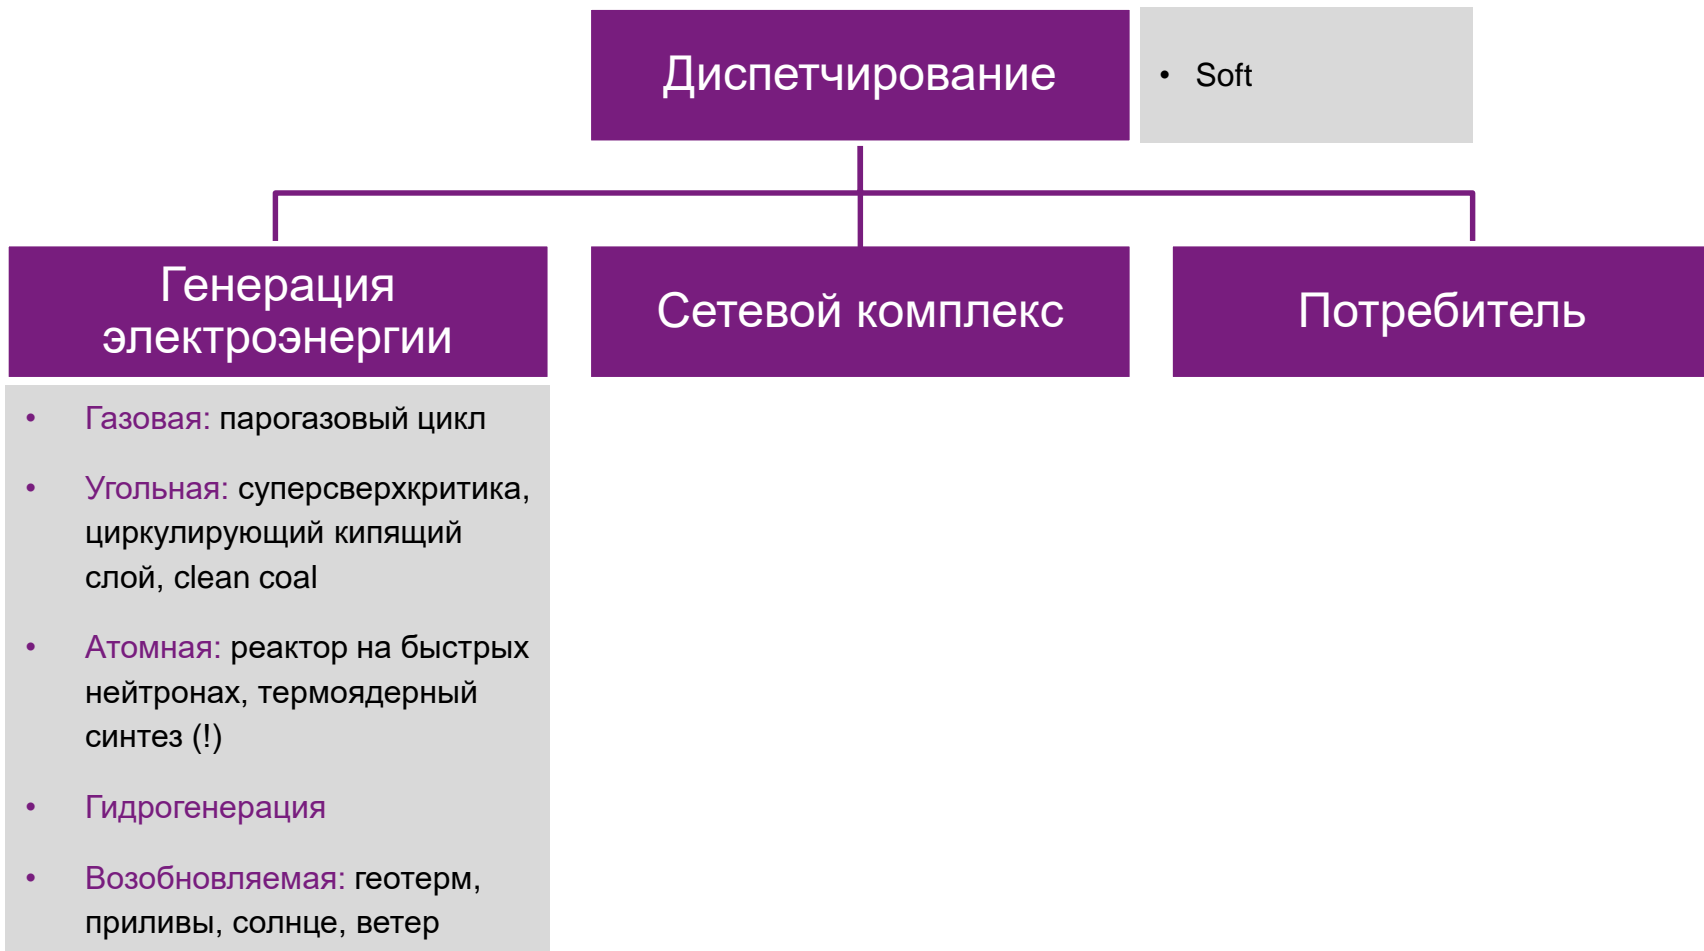 Диспетчирование
• Soft
Генерация
электроэнергии
Сетевой комплекс
Потребитель
• Газовая: парогазовый цикл
• Угольная: суперсверхкритика,
циркулирующий кипящий
слой, clean coal
• Атомная: реактор на быстрых
нейтронах, термоядерный
синтез (!)
• Гидрогенерация
• Возобновляемая: геотерм,
приливы, солнце, ветер